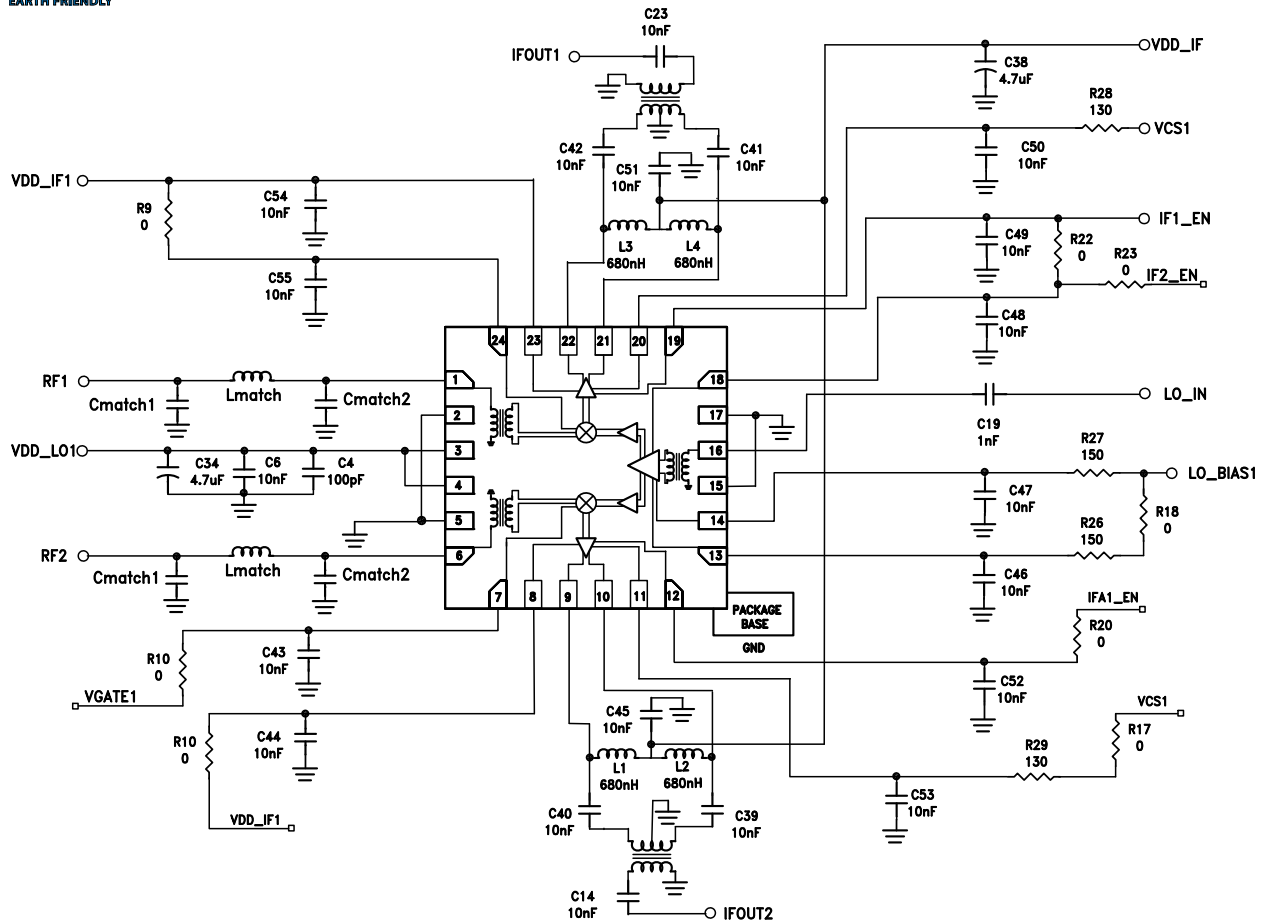 EARTH FRIENDLY
C23
10nF
IFOUT1
VDD_IF
C38
4.7uF
R28
130
VCS1
C50
10nF
C42
10nF
C51
10nF
C41
10nF
VDD_IF1
R9
0
C54
10nF
C55
10nF
L3
680nH
L4
680nH
IF1_EN
C49
10nF
R22
0
R23
0
IF2_EN
C48
10nF
24
23
22
21
20
19
RF1
Cmatch1
Lmatch
Cmatch2
1
2
3
4
5
6
18
17
16
15
14
13
LO_IN
C19
1nF
VDD_LO1
C34
4.7uF
C6
10nF
C4
100pF
R27
150
LO_BIAS1
C47
10nF
R18
0
R26
150
C46
10nF
RF2
Cmatch1
Lmatch
Cmatch2
7
8
9
10
11
12
PACKAGE
BASE
GND
IFA1_EN
R20
0
C52
10nF
C43
10nF
R10
0
VGATE1
C44
10nF
R10
0
VDD_IF1
C45
10nF
L1
680nH
L2
680nH
VCS1
R17
0
R29
130
C53
10nF
C40
10nF
C39
10nF
C14
10nF
IFOUT2